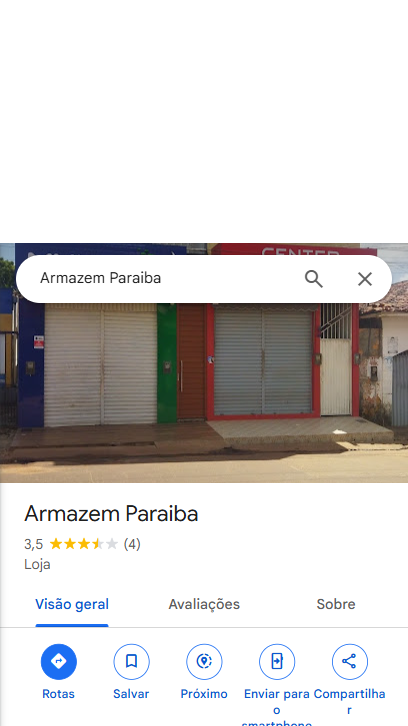 CENTER
Armazem Paraiba
Armazem Paraiba
3,5 (4)
Loja
Visão geral Avaliações Sobre
Rotas Salvar Próximo Enviar para o smartphone Compartilhar